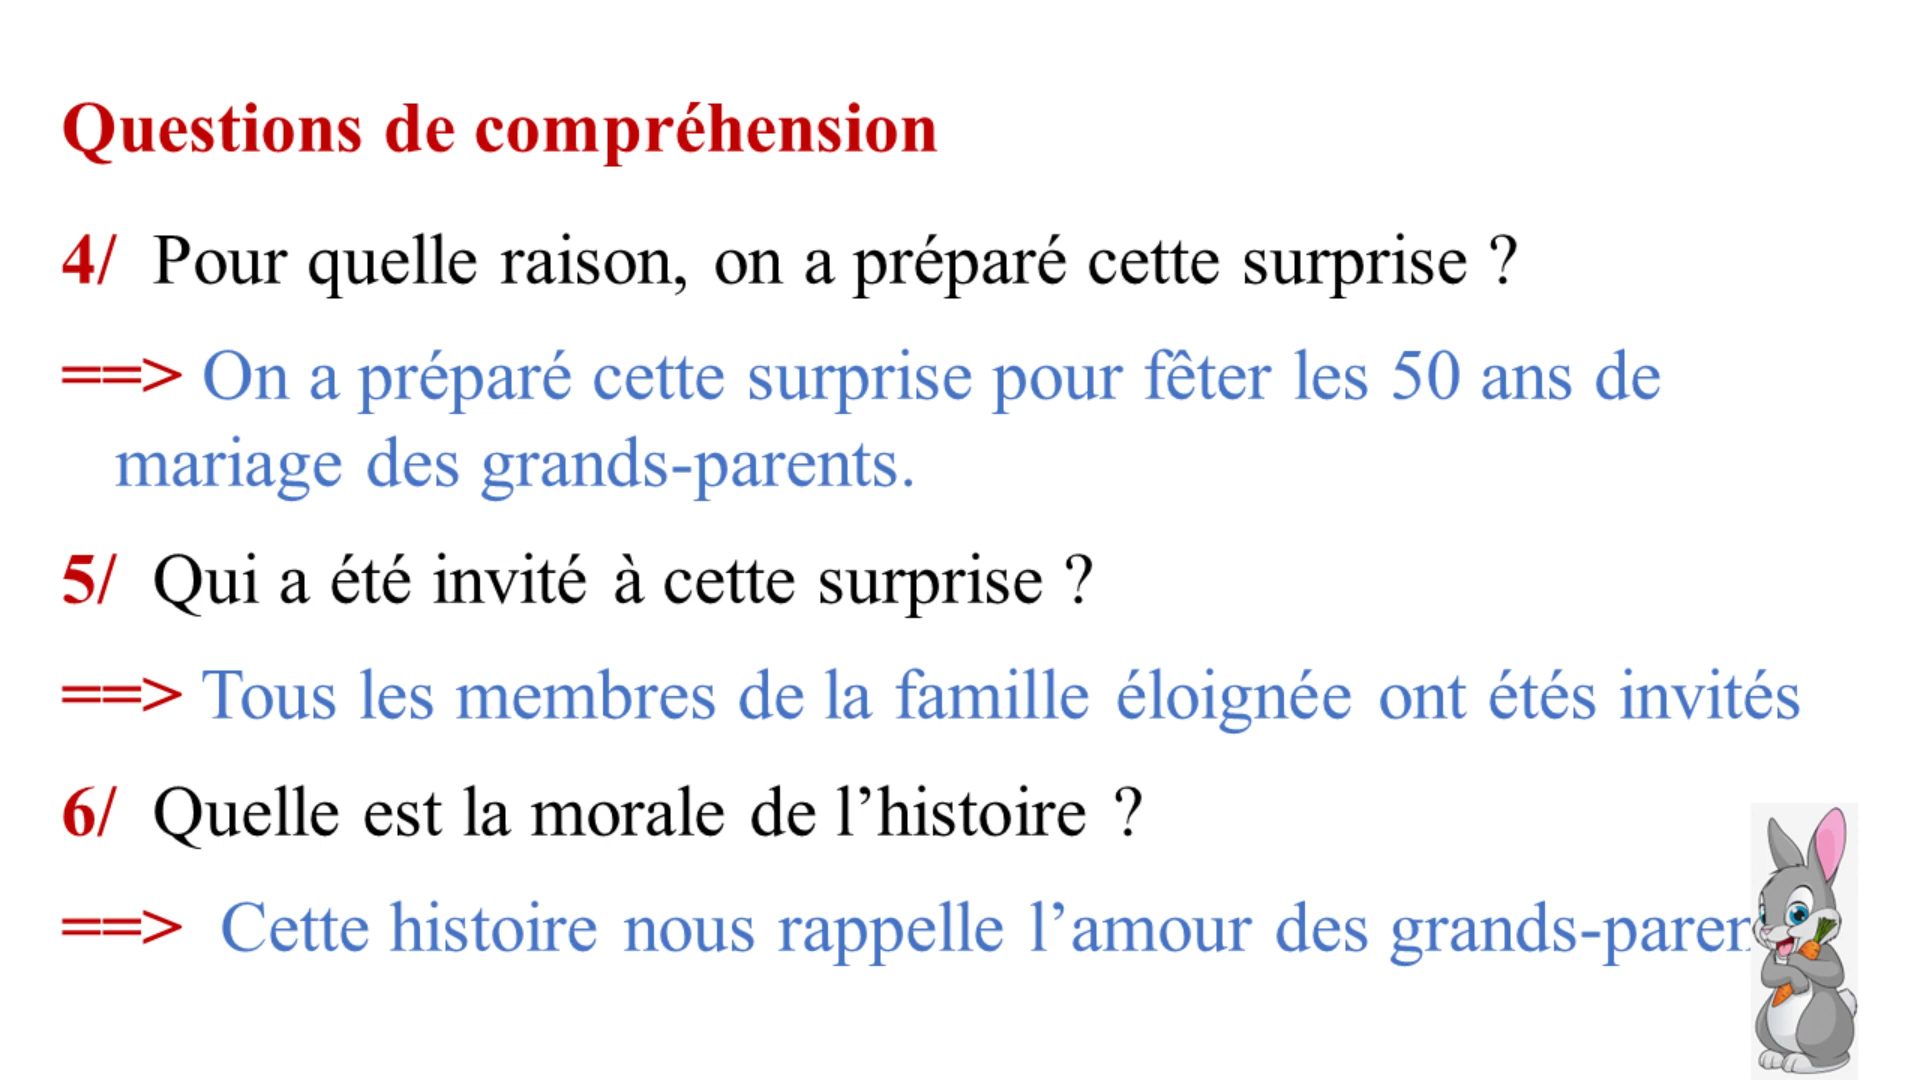 Questions de compréhension
4/ Pour quelle raison, on a préparé cette surprise ?
==> On a préparé cette surprise pour fêter les 50 ans de
mariage des grands-parents.
5/ Qui a été invité à cette surprise ?
==> Tous les membres de la famille éloignée ont étés invités
6/ Quelle est la morale de l’histoire ?
==> Cette histoire nous rappelle l’amour des